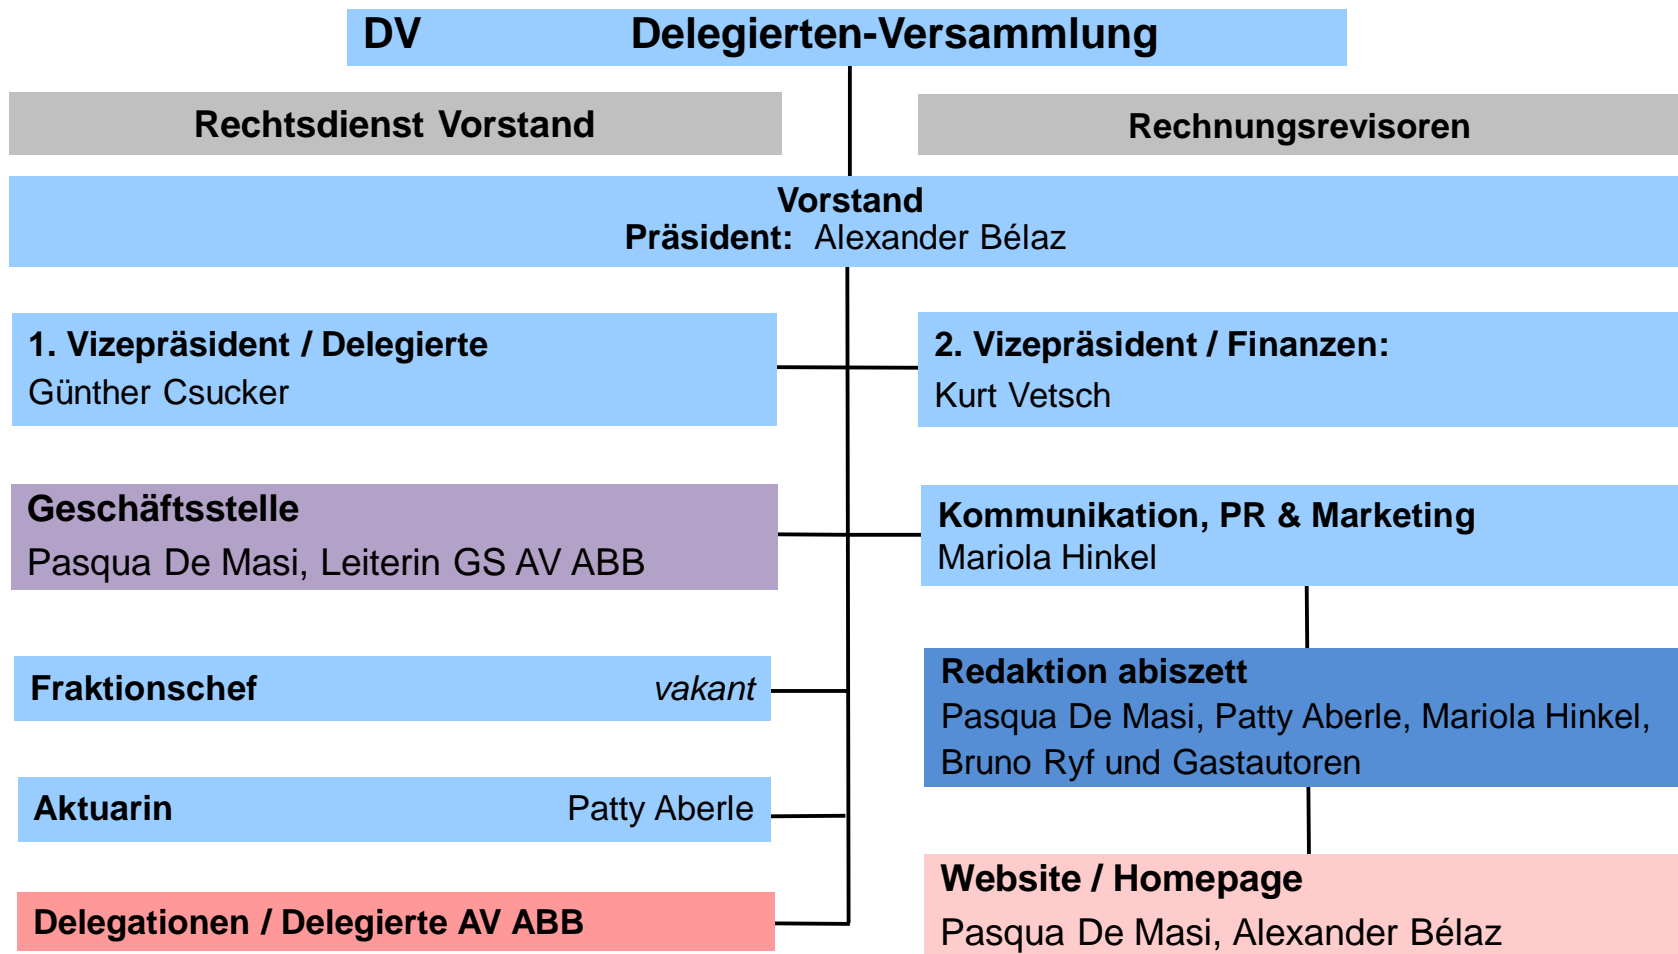 DV Delegierten-Versammlung
Rechtsdienst Vorstand
Rechnungsrevisoren
Vorstand
Präsident: Alexander Bélaz
1. Vizepräsident / Delegierte
Günther Csucker
2. Vizepräsident / Finanzen:
Kurt Vetsch
Geschäftsstelle
Pasqua De Masi, Leiterin GS AV ABB
Kommunikation, PR & Marketing
Mariola Hinkel
Fraktionschef vakant
Redaktion abiszett
Pasqua De Masi, Patty Aberle, Mariola Hinkel,
Bruno Ryf und Gastautoren
Aktuarin Patty Aberle
Delegationen / Delegierte AV ABB
Website / Homepage
Pasqua De Masi, Alexander Bélaz